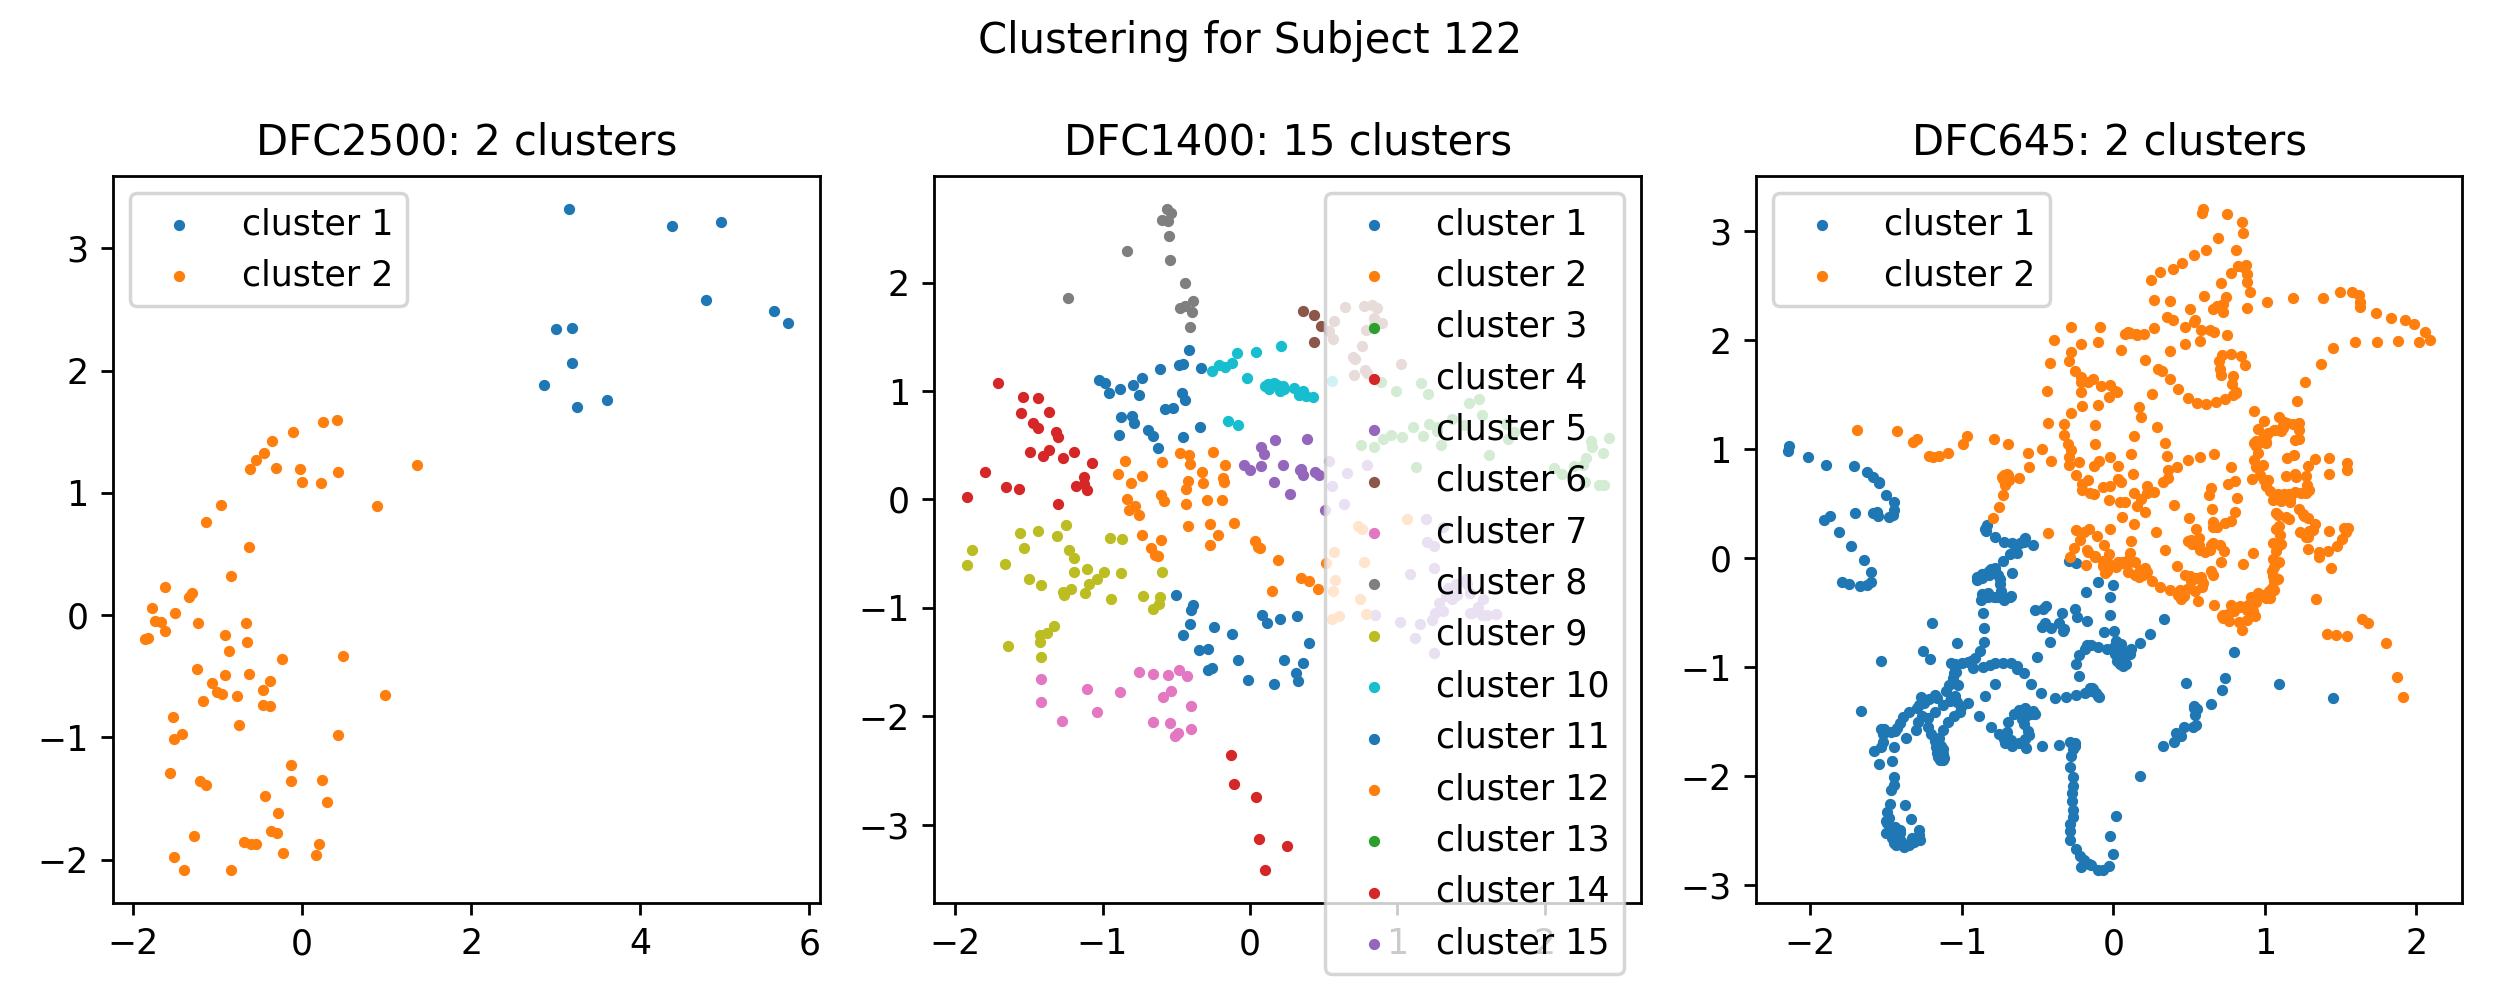 Clustering for Subject 122
DFC2500: 2 clusters
cluster 1
cluster 2
3
2
1
0
−1
−2
−2
0
2
4
6
DFC1400: 15 clusters
cluster 1
cluster 2
cluster 3
cluster 4
cluster 5
cluster 6
cluster 7
cluster 8
cluster 9
cluster 10
cluster 11
cluster 12
cluster 13
cluster 14
cluster 15
2
1
0
−1
−2
−3
−2
−1
0
1
2
DFC645: 2 clusters
cluster 1
cluster 2
3
2
1
0
−1
−2
−3
−2
−1
0
1
2